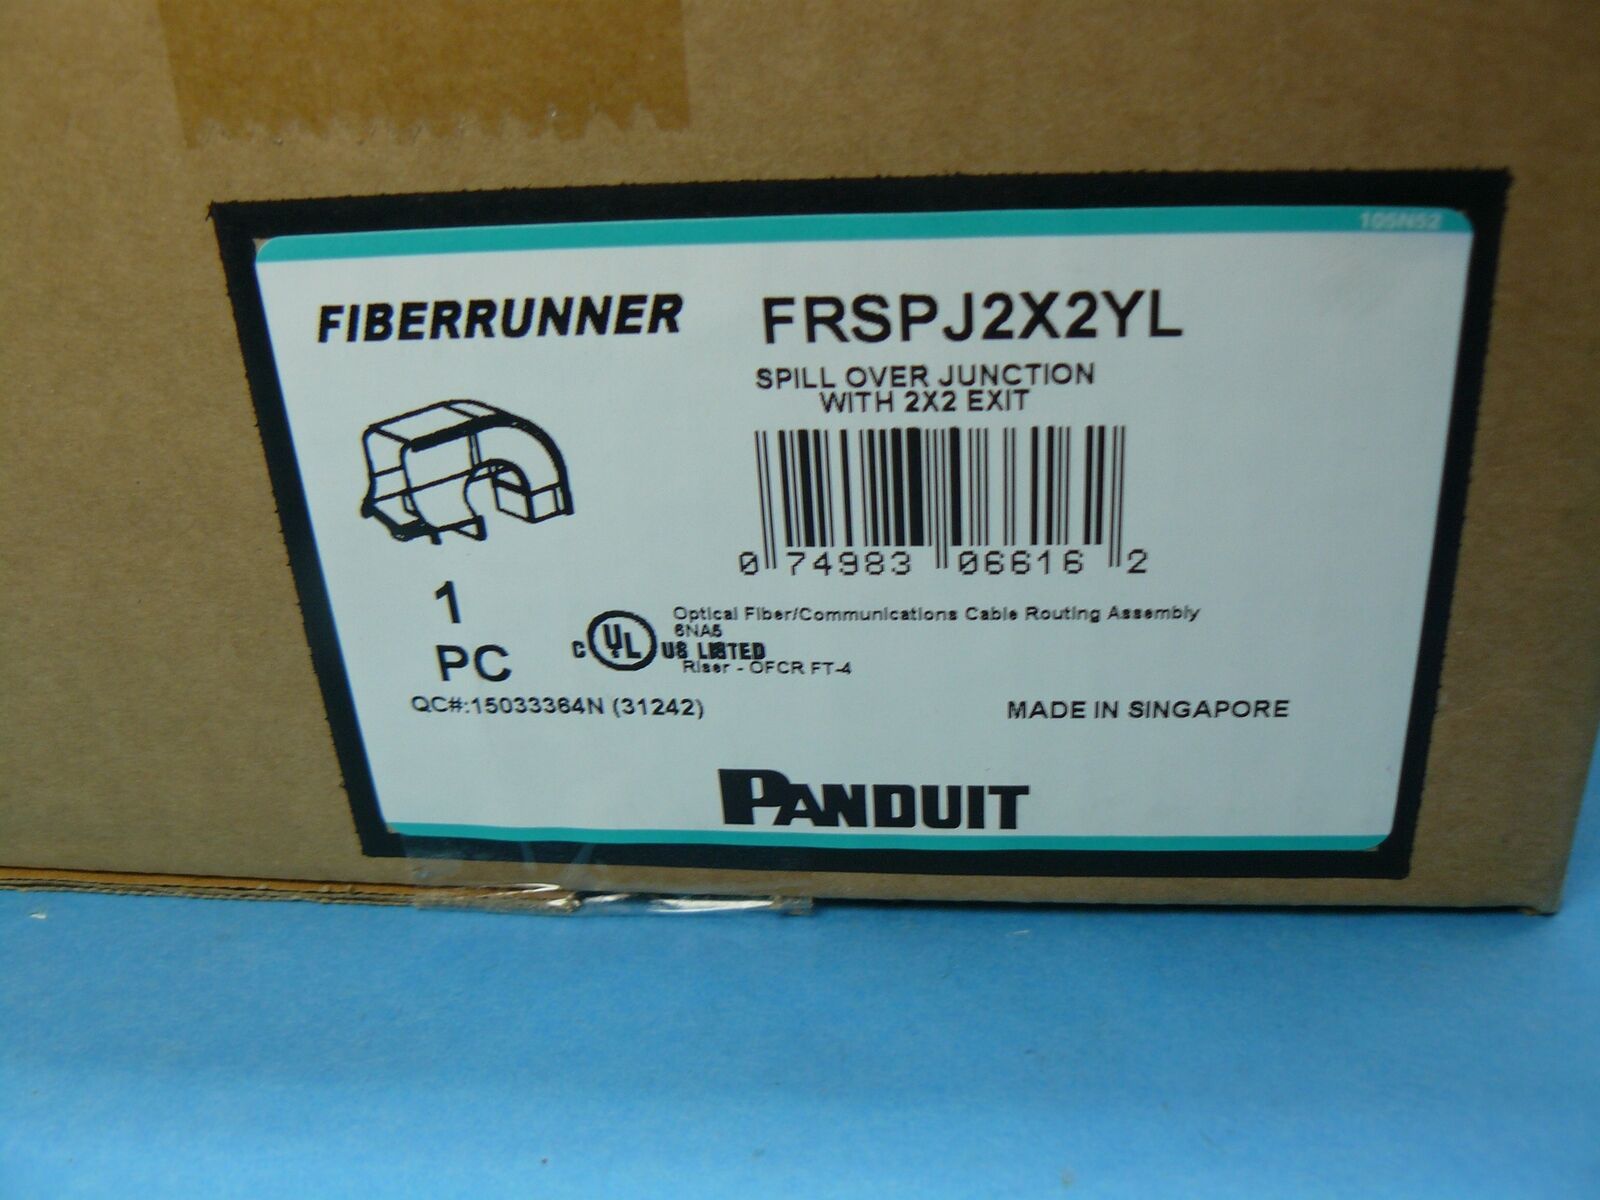 105N52
FIBERRUNNER
FRSPJ2X2YL
SPILL OVER JUNCTION
WITH 2X2 EXIT
0 74983 06616 2
1
PC
Optical Fiber/Communications Cable Routing Assembly
6NA5
C UL US LISTED
Riser - OFCR FT-4
QC#:15033364N (31242)
MADE IN SINGAPORE
PANDUIT